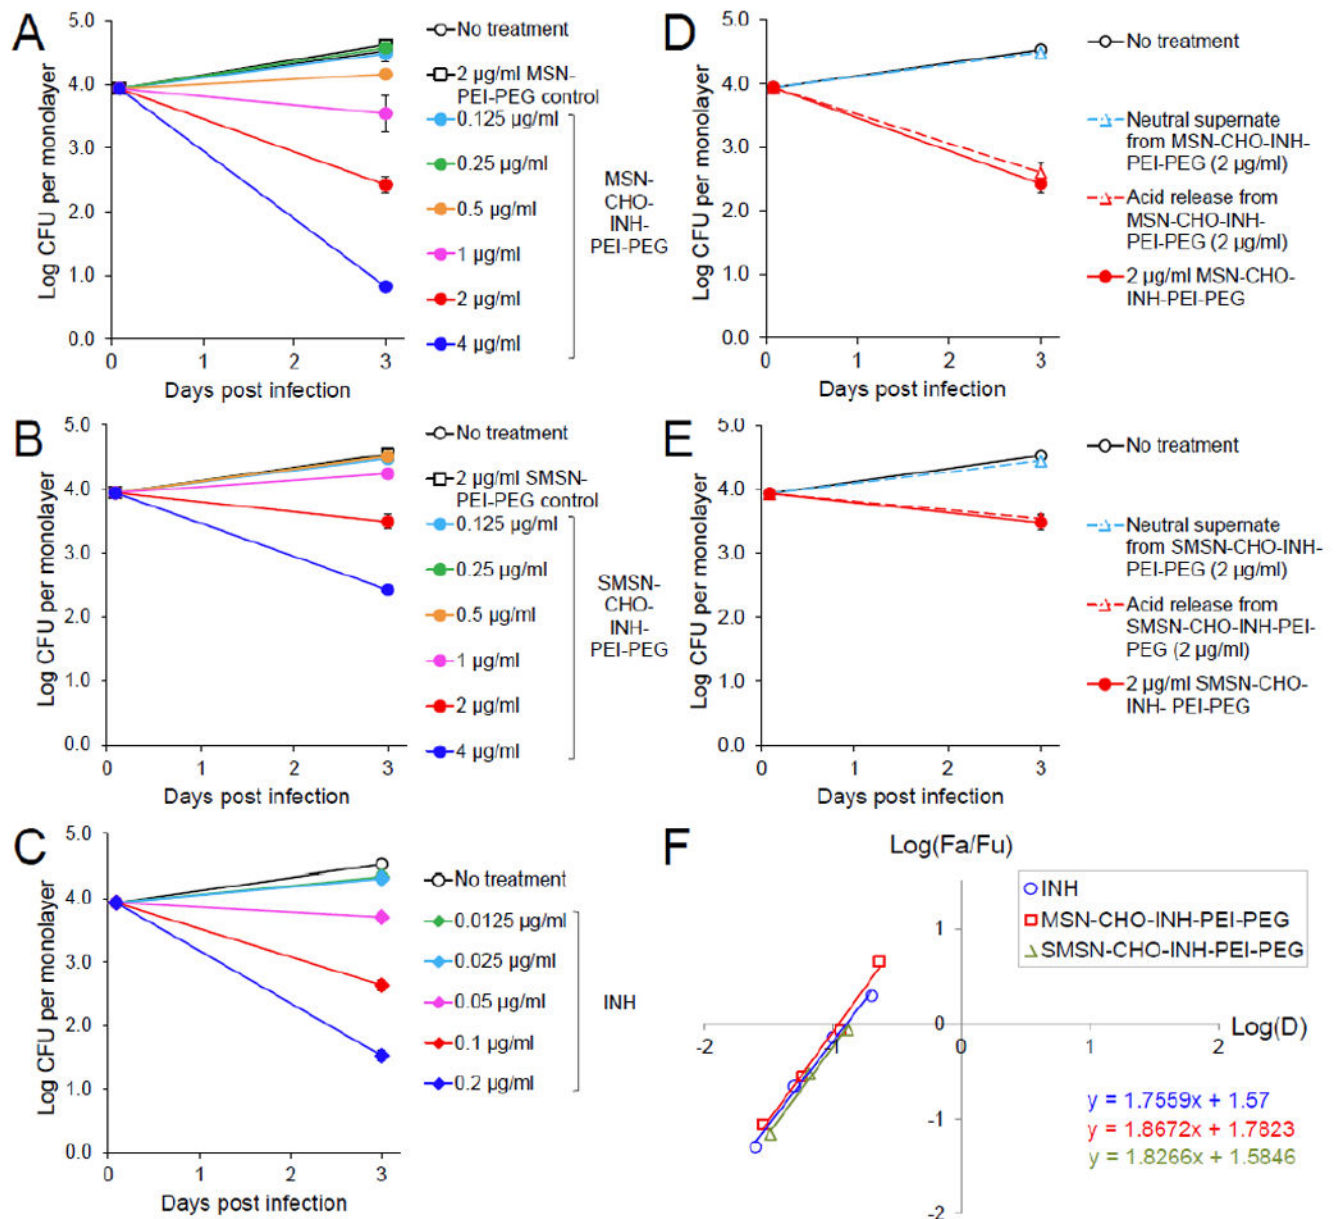 A
Log CFU per monolayer
5.0
4.0
3.0
2.0
1.0
0.0
0 1 2 3
Days post infection
No treatment
2 µg/ml MSN-
PEI-PEG control
0.125 µg/ml
0.25 µg/ml
0.5 µg/ml
1 µg/ml
2 µg/ml
4 µg/ml
MSN-
CHO-
INH-
PEI-PEG
D
Log CFU per monolayer
5.0
4.0
3.0
2.0
1.0
0.0
0 1 2 3
Days post infection
No treatment
Neutral supernate
from MSN-CHO-INH-
PEI-PEG (2 µg/ml)
Acid release from
MSN-CHO-INH-
PEI-PEG (2 µg/ml)
2 µg/ml MSN-CHO-
INH-PEI-PEG
B
Log CFU per monolayer
5.0
4.0
3.0
2.0
1.0
0.0
0 1 2 3
Days post infection
No treatment
2 µg/ml SMSN-
PEI-PEG control
0.125 µg/ml
0.25 µg/ml
0.5 µg/ml
1 µg/ml
2 µg/ml
4 µg/ml
SMSN-
CHO-
INH-
PEI-PEG
E
Log CFU per monolayer
5.0
4.0
3.0
2.0
1.0
0.0
0 1 2 3
Days post infection
No treatment
Neutral supernate
from SMSN-CHO-INH-
PEI-PEG (2 µg/ml)
Acid release from
SMSN-CHO-INH-PEI-
PEG (2 µg/ml)
2 µg/ml SMSN-CHO-
INH- PEI-PEG
C
Log CFU per monolayer
5.0
4.0
3.0
2.0
1.0
0 1 2 3
Days post infection
No treatment
0.0125 µg/ml
0.025 µg/ml
0.05 µg/ml
0.1 µg/ml
0.2 µg/ml
INH
F
Log(Fa/Fu)
INH
MSN-CHO-INH-PEI-PEG
SMSN-CHO-INH-PEI-PEG
1
0
-1
-2
-2 -1 0 1 2
Log(D)
y = 1.7559x + 1.57
y = 1.8672x + 1.7823
y = 1.8266x + 1.5846